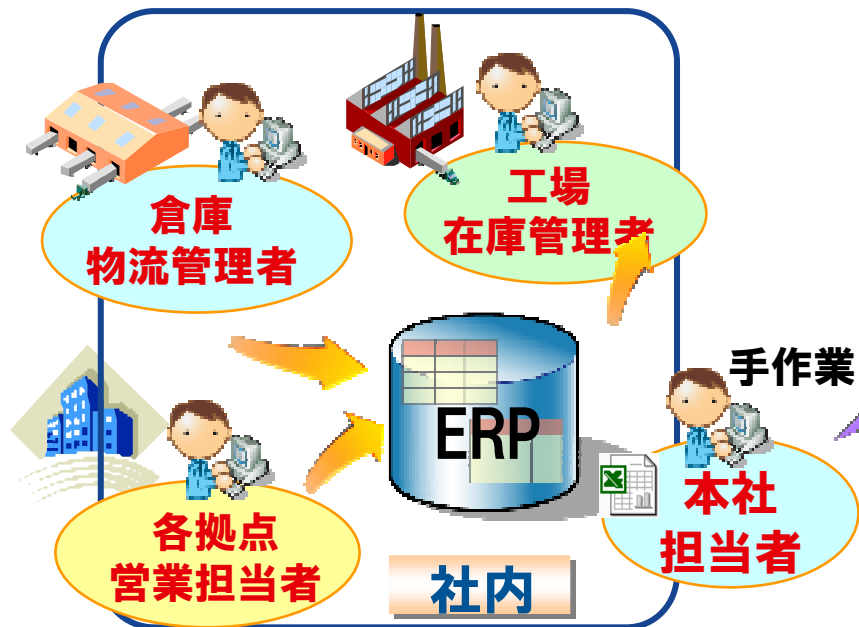 倉庫
物流管理者
工場
在庫管理者
手作業
ERP
本社
担当者
各拠点
営業担当者
社内